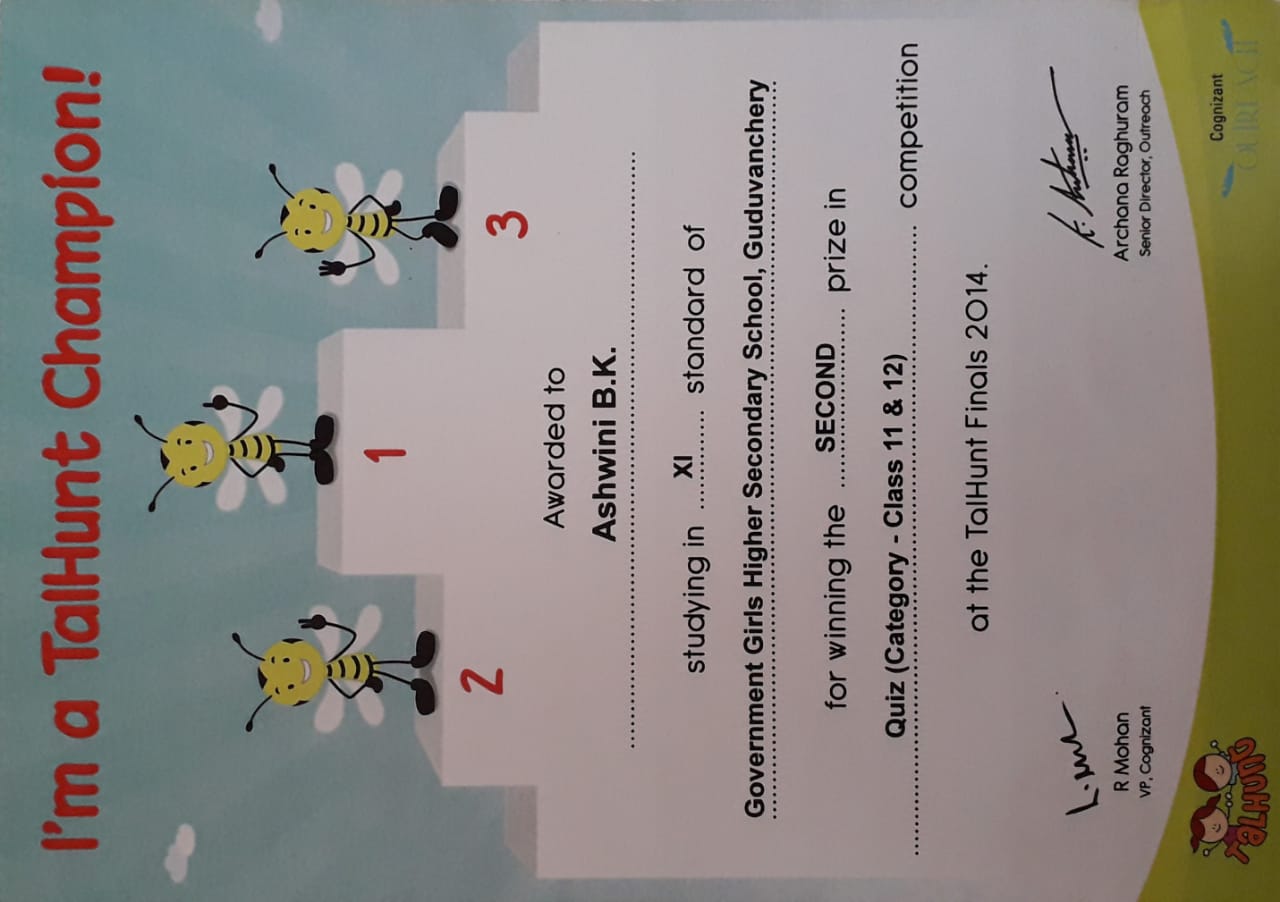 I'm a TalHunt Champion!
1
2
3
Awarded to
Ashwini B.K.
studying in ...XI...... standard of
Government Girls Higher Secondary School, Guduvanchery
for winning the ...SECOND..... prize in
Quiz (Category - Class 11 & 12) competition
at the TalHunt Finals 2014.
R Mohan
VP, Cognizant
Archana Raghuram
Senior Director, Outreach
TALHUNT
Cognizant
OUTREACH